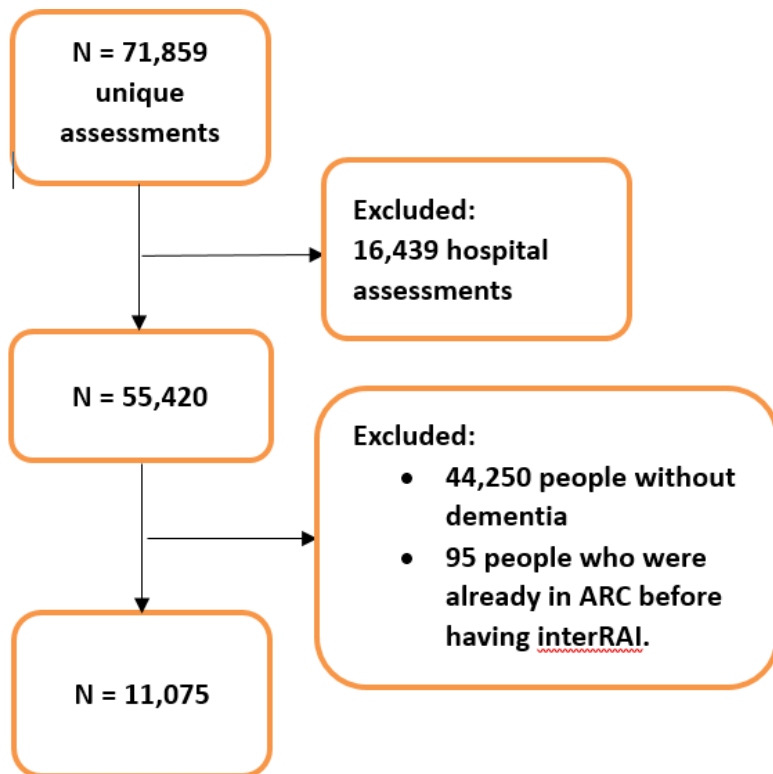 N = 71,859
unique
assessments
Excluded:
16,439 hospital
assessments
N = 55,420
Excluded:
• 44,250 people without
dementia
• 95 people who were
already in ARC before
having interRAI.
N = 11,075